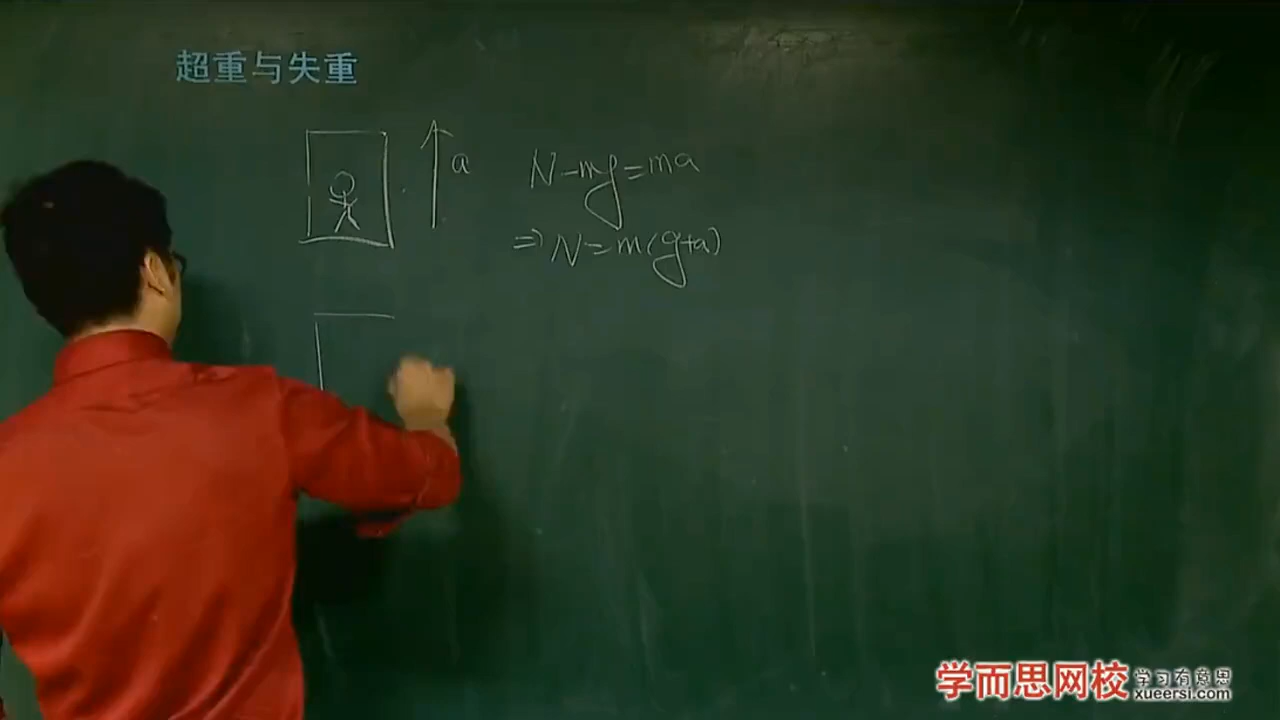 超重与失重
a
N-mg=ma
⇒N=m(g+a)
学而思网校 学习有意思
xueersi.com